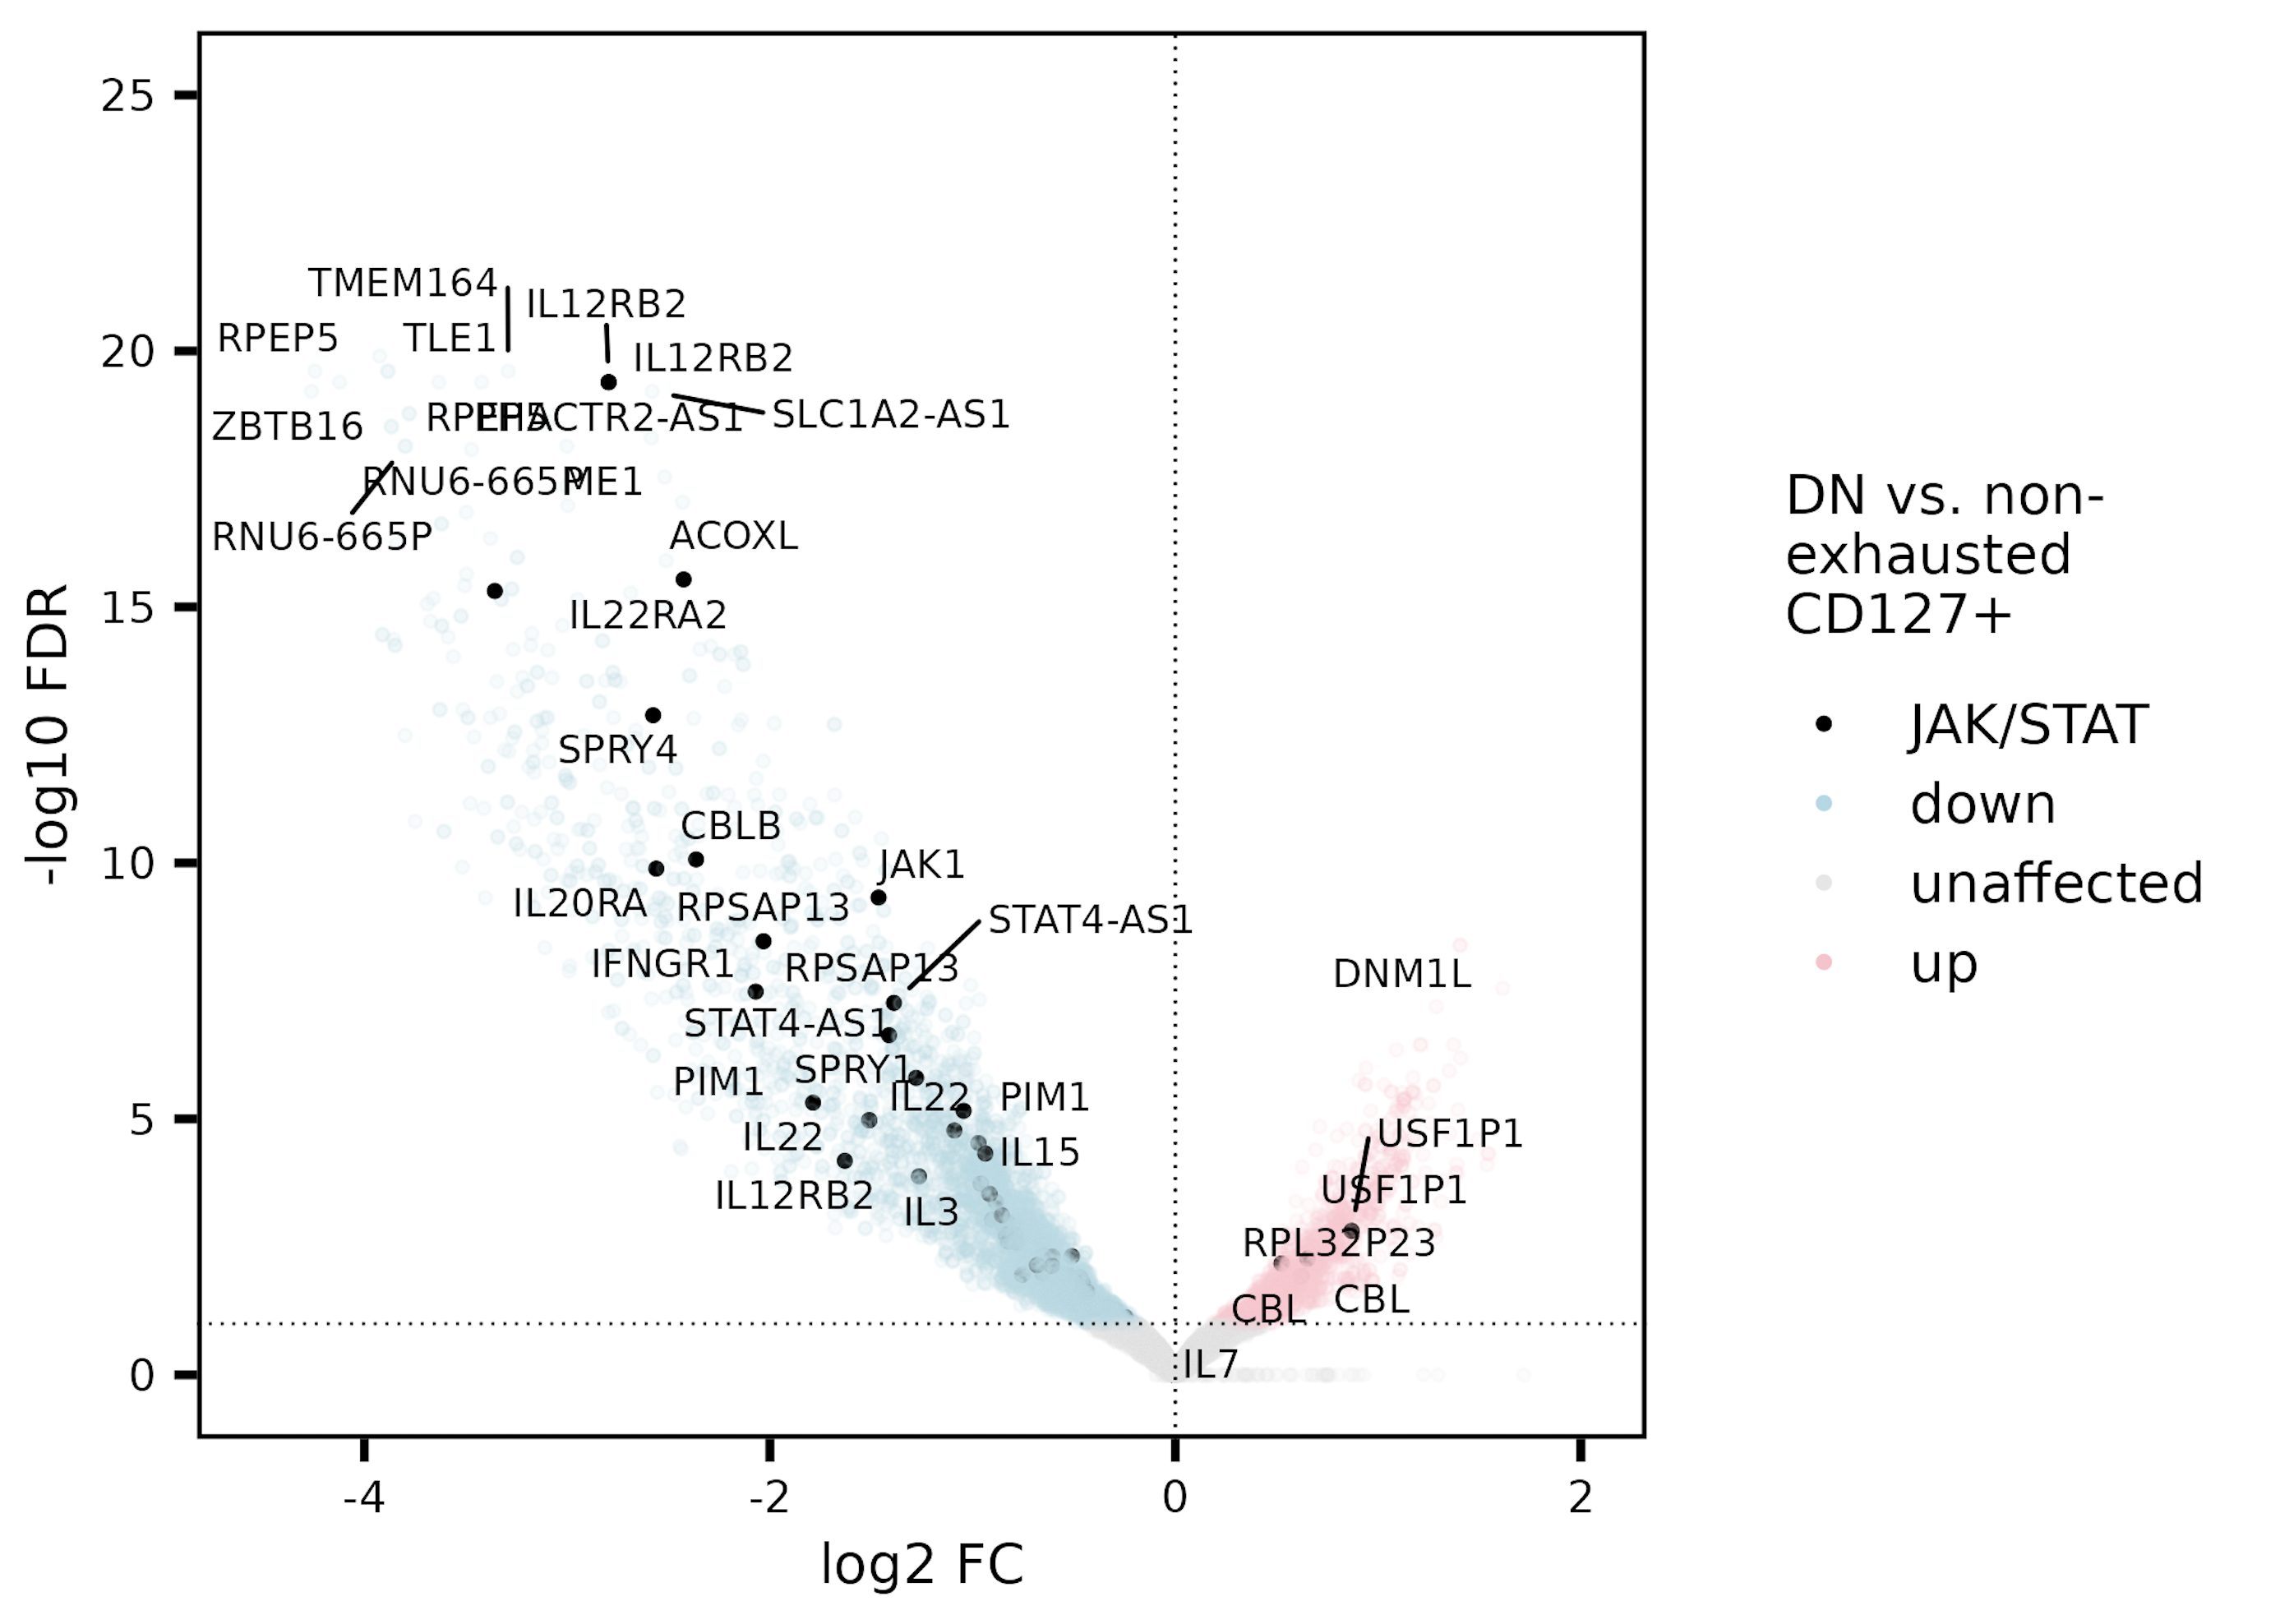 25
20
15
10
5
0
-log10 FDR
-4
-2
0
2
log2 FC
TMEM164
IL12RB2
RPEP5
TLE1
IL12RB2
ZBTB16
RPEP5
PHACTR2-AS1
SLC1A2-AS1
RNU6-665P
ME1
RNU6-665P
ACOXL
IL22RA2
SPRY4
CBLB
JAK1
IL20RA
RPSAP13
STAT4-AS1
IFNGR1
RPSAP13
DNM1L
STAT4-AS1
SPRY1
PIM1
IL22
PIM1
IL22
IL15
USF1P1
IL12RB2
IL3
USF1P1
RPL32P23
CBL
CBL
IL7
DN vs. non-
exhausted
CD127+
JAK/STAT
down
unaffected
up